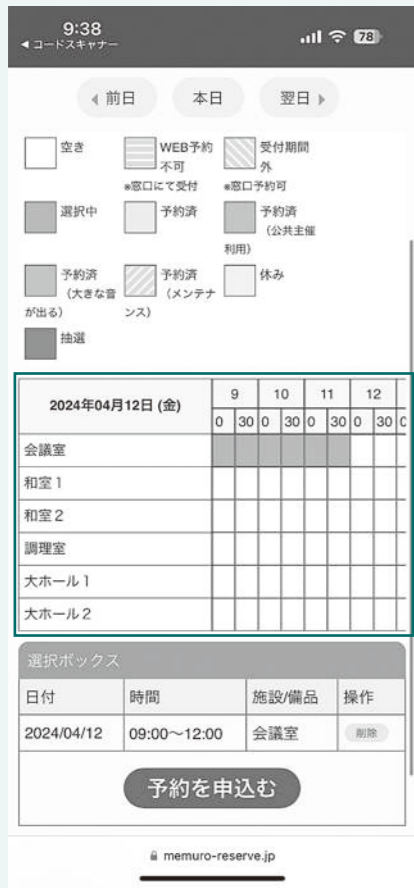 9:38
78
◀ コードスキャナー
◀ 前日 本日 翌日 ▶
空き
WEB予約
不可
※窓口にて受付
受付期間
外
※窓口予約可
選択中
予約済
予約済
（公共主催
利用）
予約済
（大きな音
が出る）
予約済
（メンテナ
ンス）
休み
抽選
2024年04月12日 (金) 9 10 11 12
0 30 0 30 0 30 0 30
会議室
和室１
和室２
調理室
大ホール１
大ホール２
選択ボックス
日付 時間 施設/備品 操作
2024/04/12 09:00～12:00 会議室 削除
予約を申込む
memuro-reserve.jp